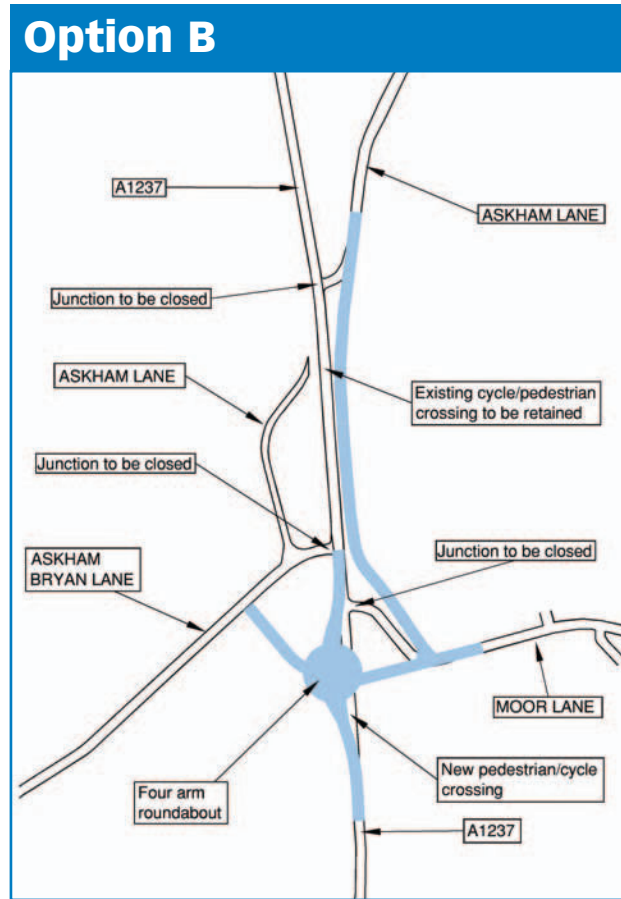 Option B
A1237
ASKHAM LANE
Junction to be closed
ASKHAM LANE
Existing cycle/pedestrian
crossing to be retained
Junction to be closed
ASKHAM
BRYAN LANE
Junction to be closed
MOOR LANE
Four arm
roundabout
New pedestrian/cycle
crossing
A1237